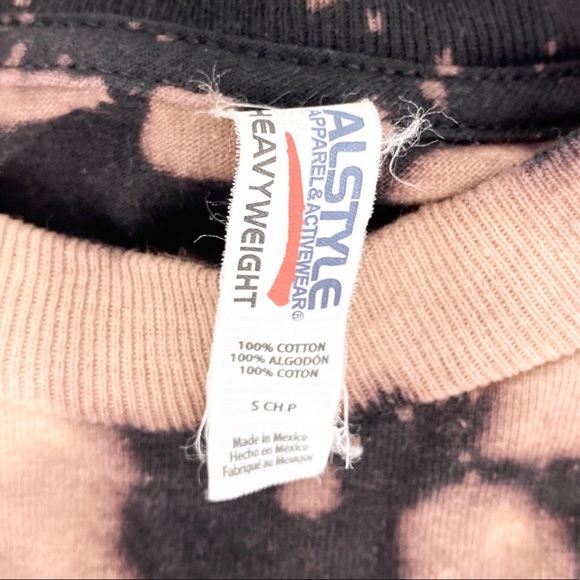 ALSTYLE
APPAREL & ACTIVEWEAR®
HEAVYWEIGHT
100% COTTON
100% ALGODÓN
100% COTON
S CH P
Made in Mexico
Hecho en México
Fabriqué au Mexique